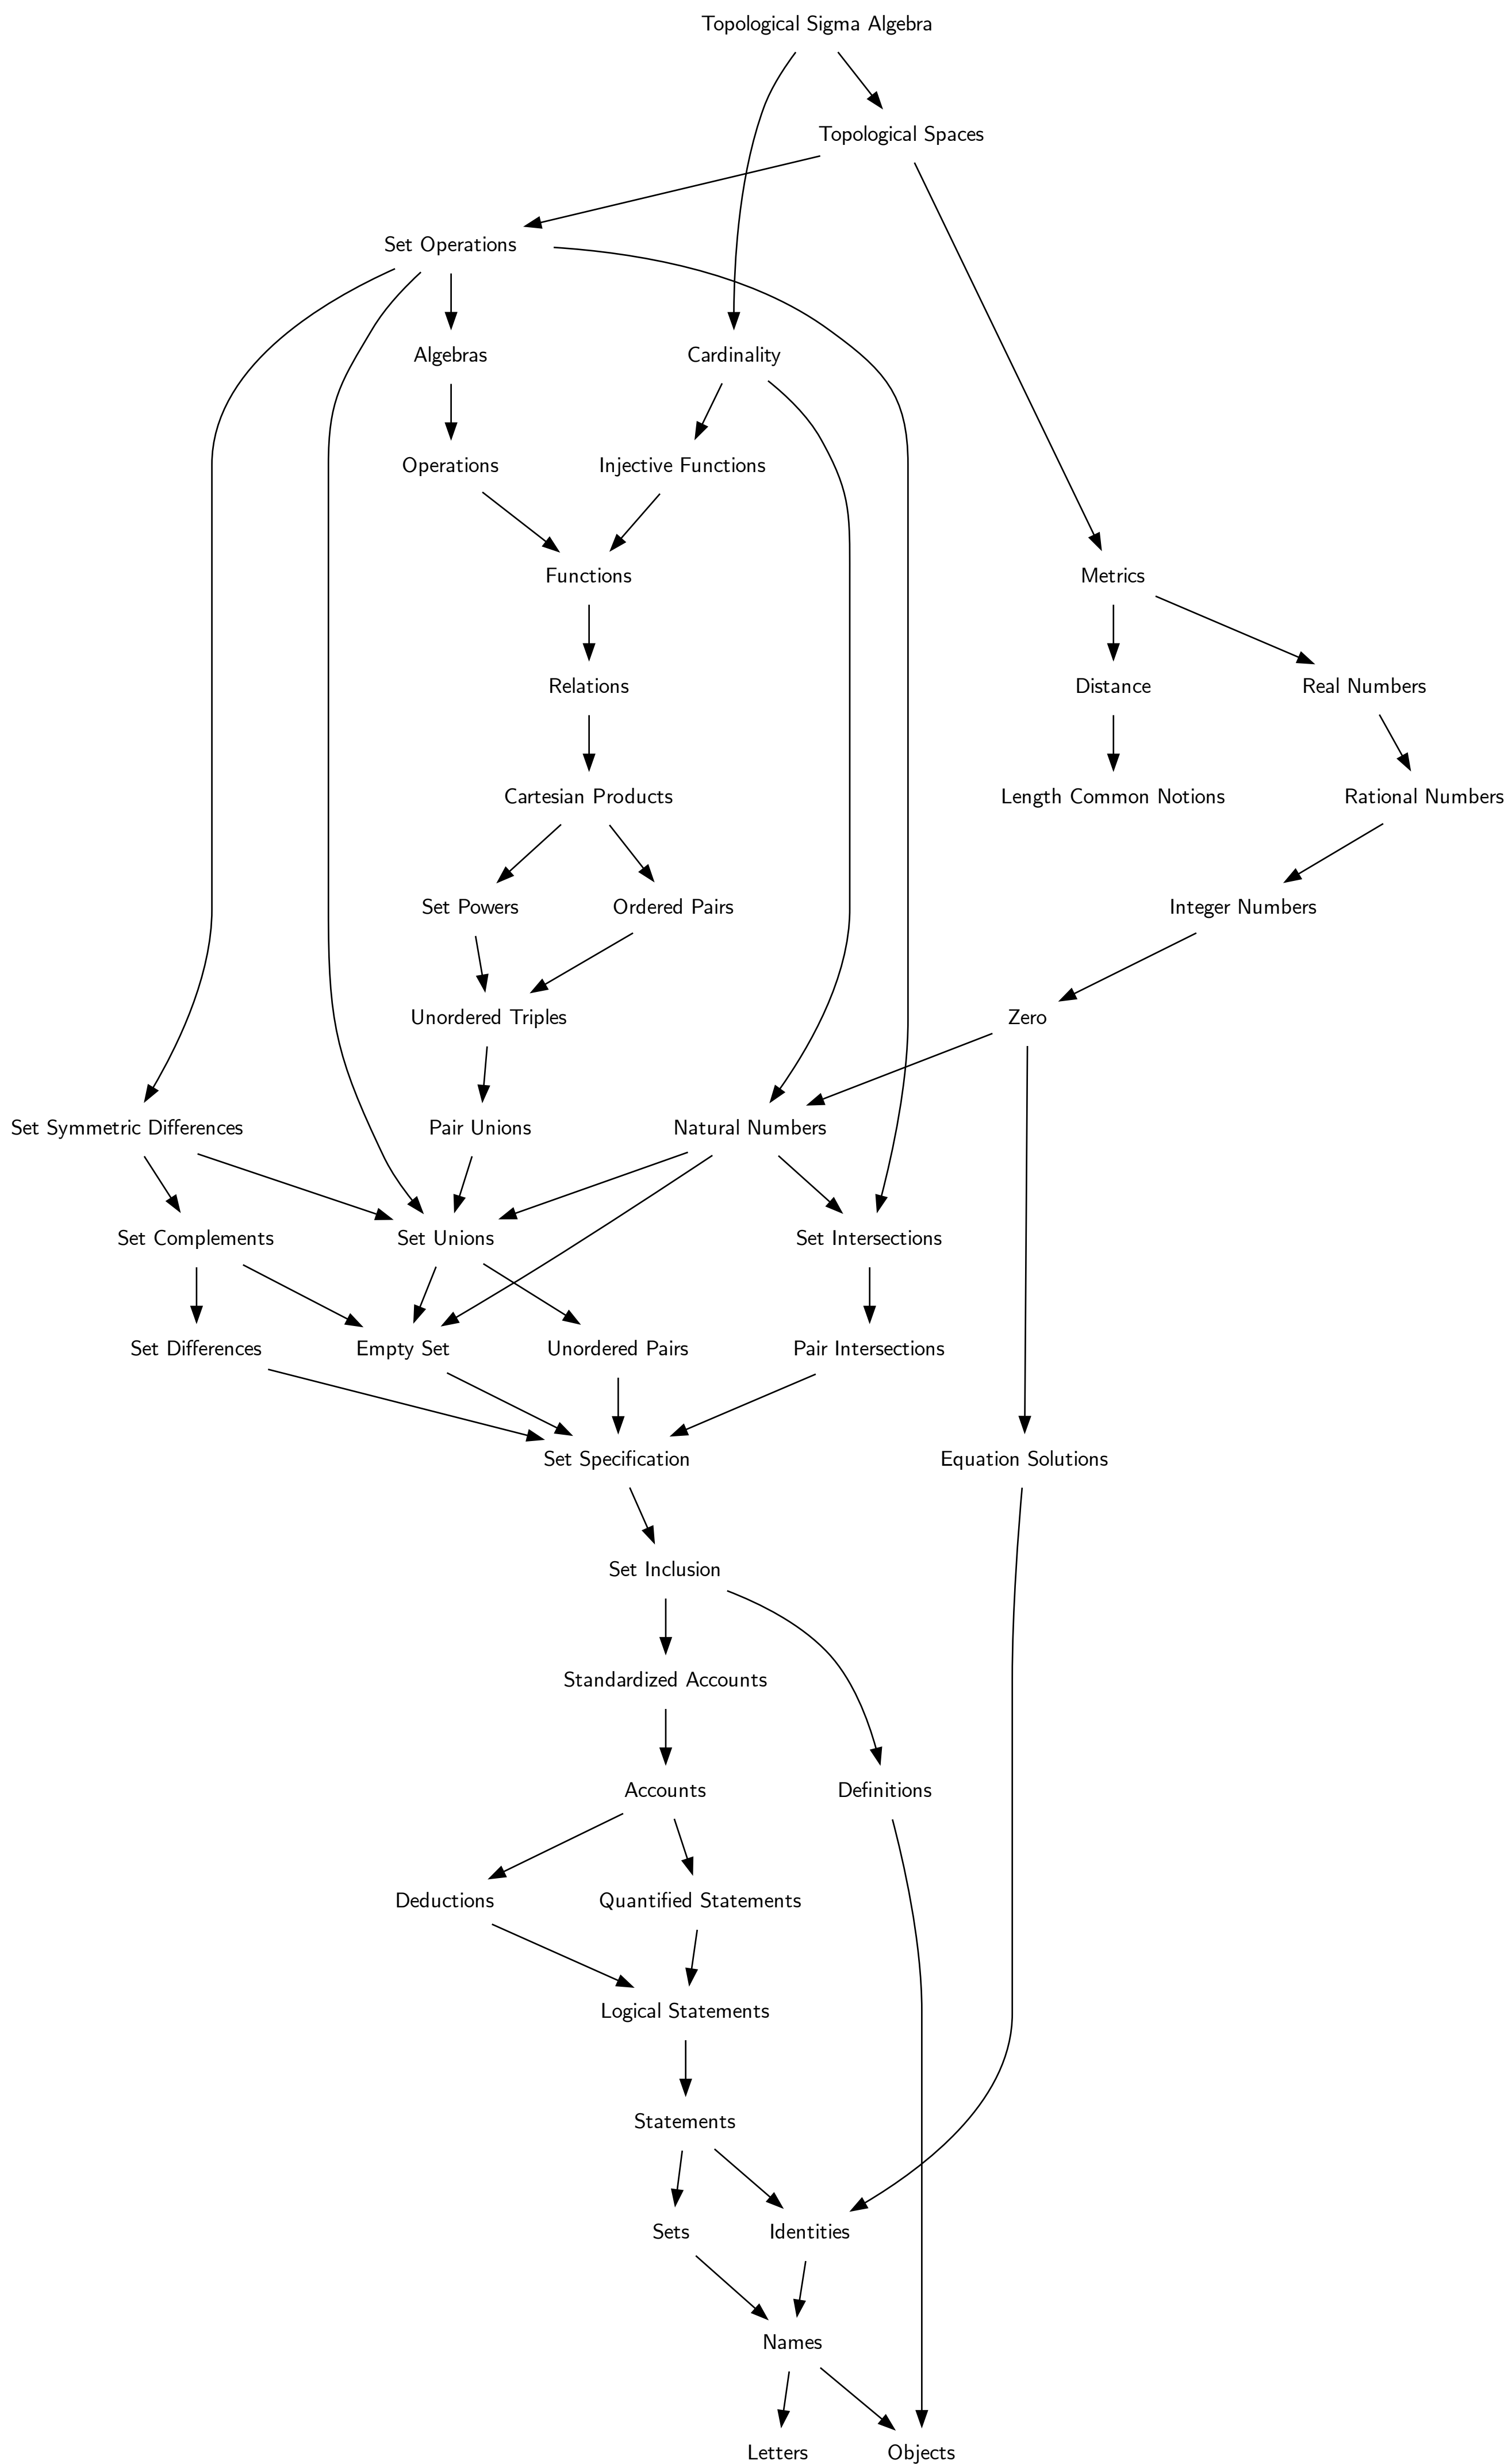 Topological Sigma Algebra
Topological Spaces
Set Operations
Algebras
Cardinality
Operations
Injective Functions
Functions
Metrics
Relations
Distance
Real Numbers
Cartesian Products
Length Common Notions
Rational Numbers
Set Powers
Ordered Pairs
Integer Numbers
Unordered Triples
Zero
Set Symmetric Differences
Pair Unions
Natural Numbers
Set Complements
Set Unions
Set Intersections
Set Differences
Empty Set
Unordered Pairs
Pair Intersections
Set Specification
Equation Solutions
Set Inclusion
Standardized Accounts
Accounts
Definitions
Deductions
Quantified Statements
Logical Statements
Statements
Sets
Identities
Names
Letters
Objects